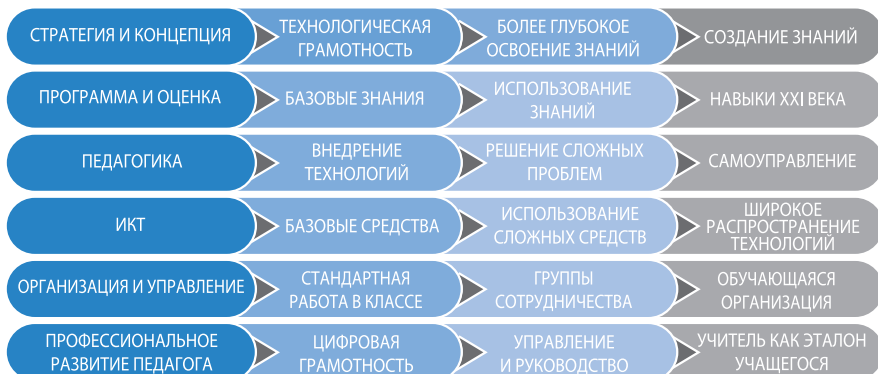 СТРАТЕГИЯ И КОНЦЕПЦИЯ
ТЕХНОЛОГИЧЕСКАЯ
ГРАМОТНОСТЬ
БОЛЕЕ ГЛУБОКОЕ
ОСВОЕНИЕ ЗНАНИЙ
СОЗДАНИЕ ЗНАНИЙ
ПРОГРАММА И ОЦЕНКА
БАЗОВЫЕ ЗНАНИЯ
ИСПОЛЬЗОВАНИЕ
ЗНАНИЙ
НАВЫКИ XXI ВЕКА
ПЕДАГОГИКА
ВНЕДРЕНИЕ
ТЕХНОЛОГИЙ
РЕШЕНИЕ СЛОЖНЫХ
ПРОБЛЕМ
САМОУПРАВЛЕНИЕ
ИКТ
БАЗОВЫЕ СРЕДСТВА
ИСПОЛЬЗОВАНИЕ
СЛОЖНЫХ СРЕДСТВ
ШИРОКОЕ
РАСПРОСТРАНЕНИЕ
ТЕХНОЛОГИЙ
ОРГАНИЗАЦИЯ И УПРАВЛЕНИЕ
СТАНДАРТНАЯ
РАБОТА В КЛАССЕ
ГРУППЫ
СОТРУДНИЧЕСТВА
ОБУЧАЮЩАЯСЯ
ОРГАНИЗАЦИЯ
ПРОФЕССИОНАЛЬНОЕ
РАЗВИТИЕ ПЕДАГОГА
ЦИФРОВАЯ
ГРАМОТНОСТЬ
УПРАВЛЕНИЕ
И РУКОВОДСТВО
УЧИТЕЛЬ КАК ЭТАЛОН
УЧАЩЕГОСЯ